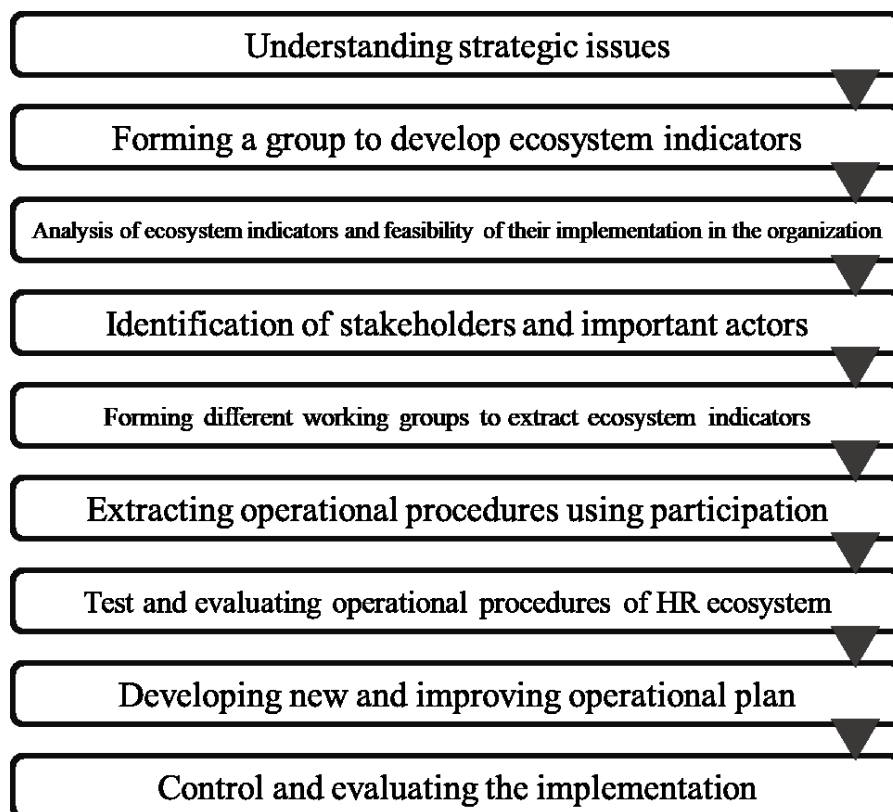 Understanding strategic issues
Forming a group to develop ecosystem indicators
Analysis of ecosystem indicators and feasibility of their implementation in the organization
Identification of stakeholders and important actors
Forming different working groups to extract ecosystem indicators
Extracting operational procedures using participation
Test and evaluating operational procedures of HR ecosystem
Developing new and improving operational plan
Control and evaluating the implementation